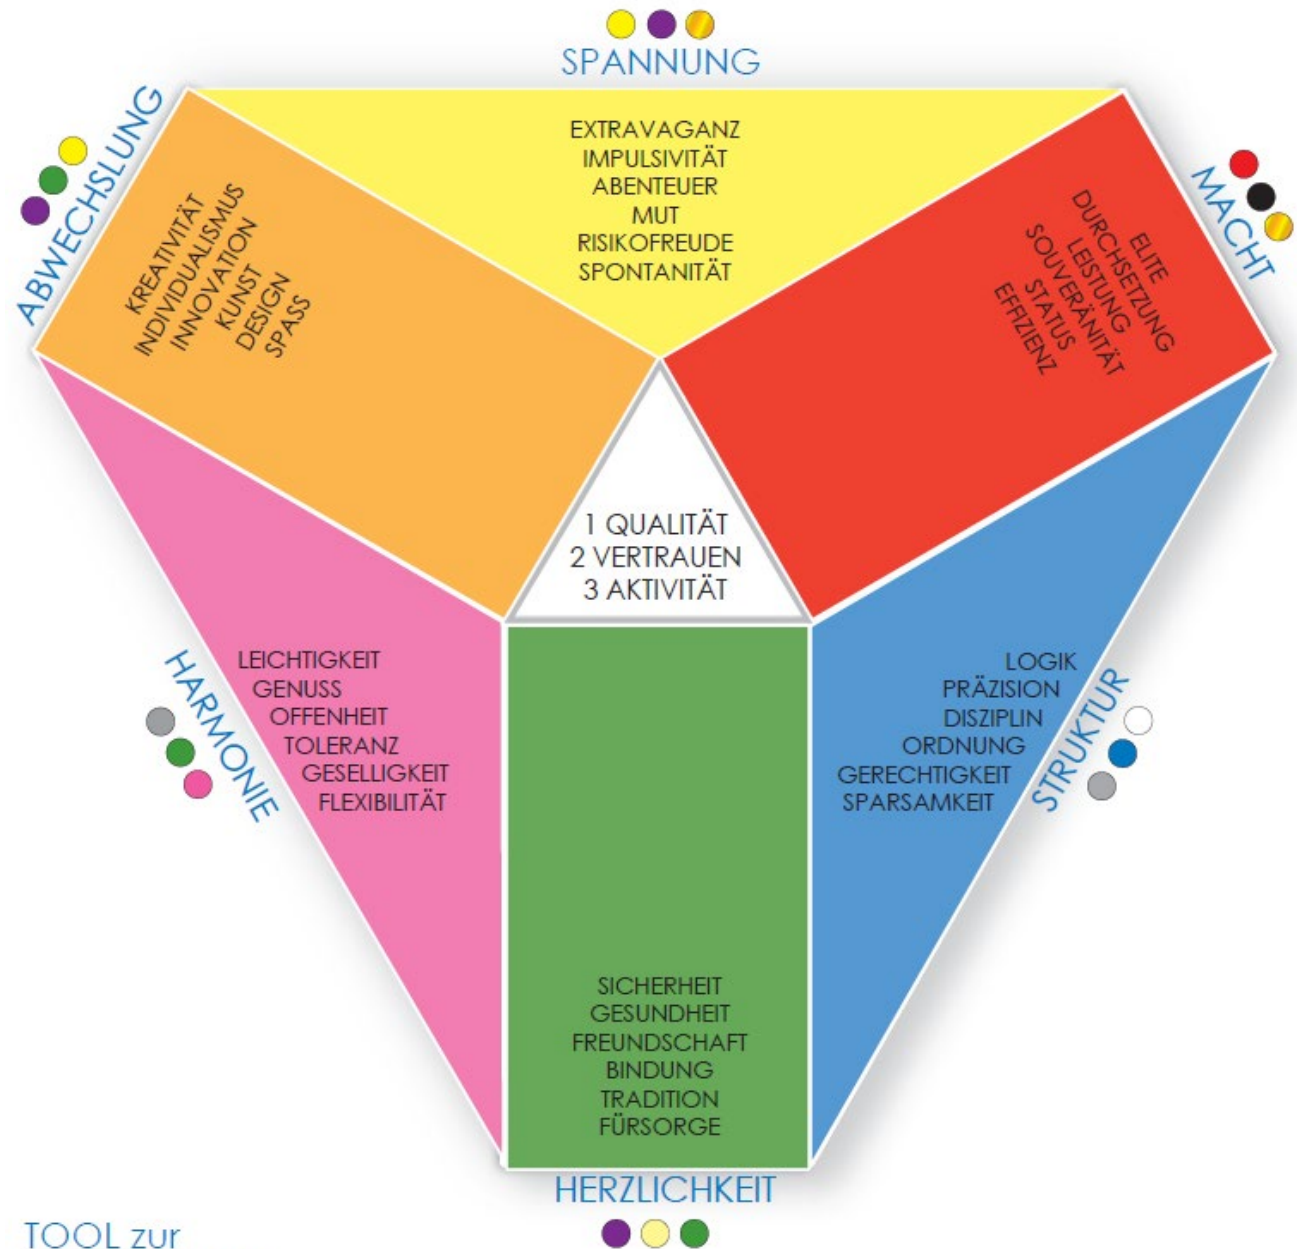 SPANNUNG
EXTRAVAGANZ
IMPULSIVITÄT
ABENTEUER
MUT
RISIKOFREUDE
SPONTANITÄT
ABWECHSLUNG
KREATIVITÄT
INDIVIDUALISMUS
INNOVATION
KUNST
DESIGN
SPASS
MACHT
ELITE
DURCHSETZUNG
LEISTUNG
SOUVERÄNITÄT
STATUS
EFFIZIENZ
1 QUALITÄT
2 VERTRAUEN
3 AKTIVITÄT
HARMONIE
LEICHTIGKEIT
GENUSS
OFFENHEIT
TOLERANZ
GESELLIGKEIT
FLEXIBILITÄT
STRUKTUR
LOGIK
PRÄZISION
DISZIPLIN
ORDNUNG
GERECHTIGKEIT
SPARSAMKEIT
SICHERHEIT
GESUNDHEIT
FREUNDSCHAFT
BINDUNG
TRADITION
FÜRSORGE
HERZLICHKEIT
TOOL zur